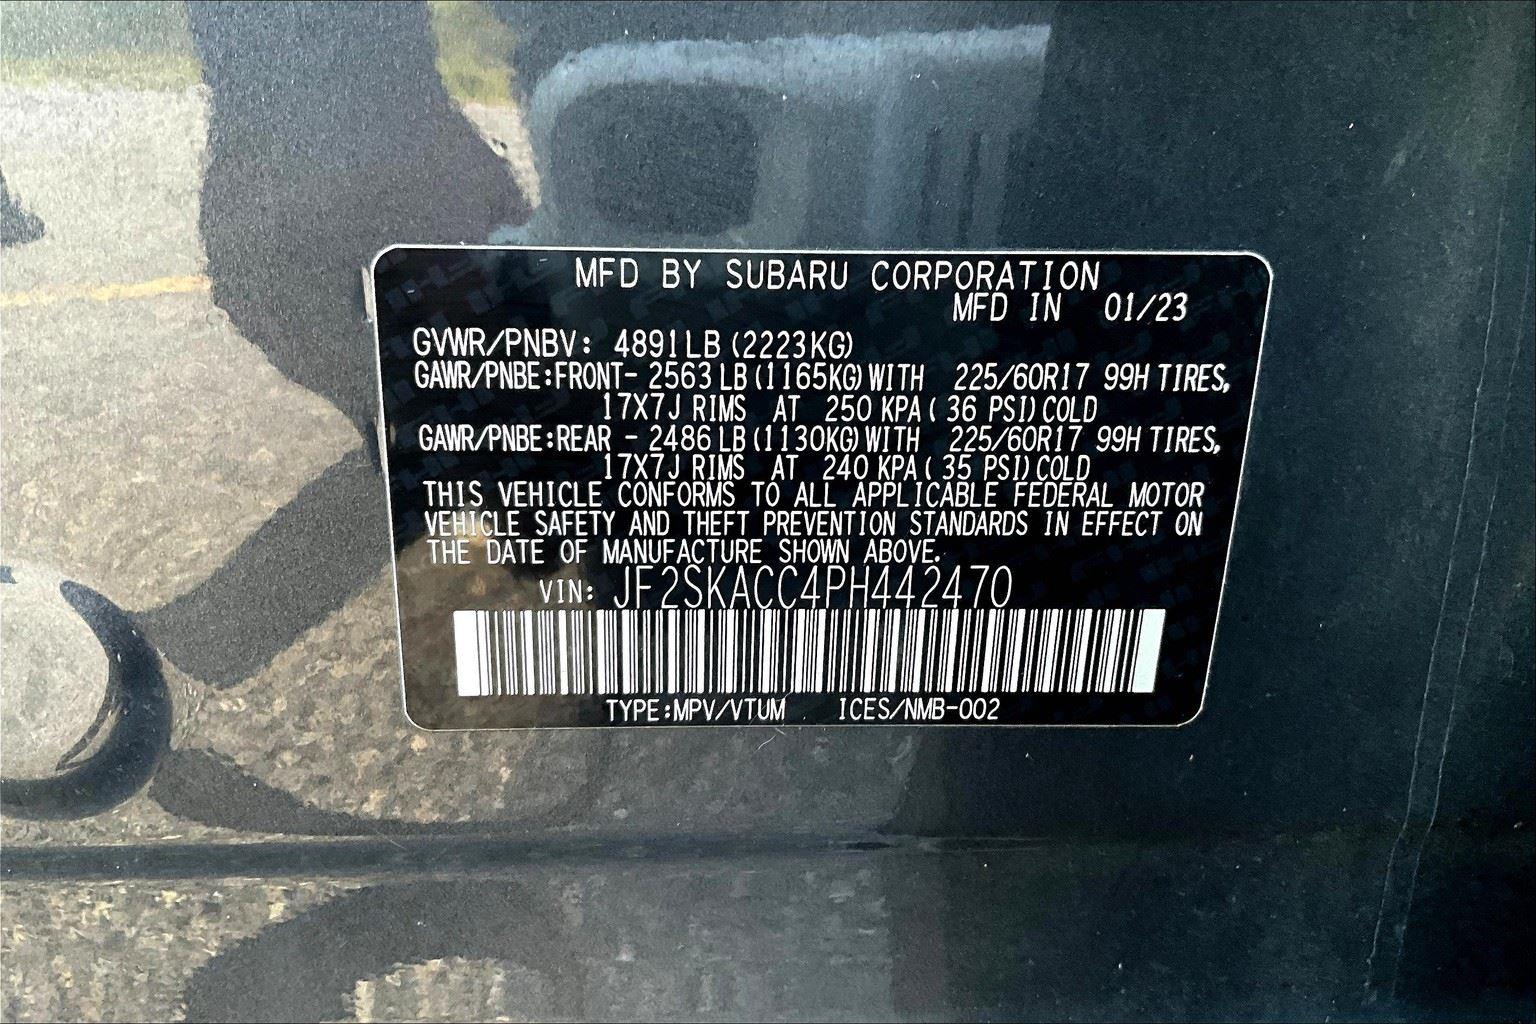 MFD BY SUBARU CORPORATION
MFD IN 01/23
GVWR/PNBV: 4891LB (2223KG)
GAWR/PNBE:FRONT- 2563 LB (1165KG) WITH 225/60R17 99H TIRES,
17X7J RIMS AT 250 KPA ( 36 PSI) COLD
GAWR/PNBE:REAR - 2486 LB (1130KG) WITH 225/60R17 99H TIRES,
17X7J RIMS AT 240 KPA ( 35 PSI) COLD
THIS VEHICLE CONFORMS TO ALL APPLICABLE FEDERAL MOTOR
VEHICLE SAFETY AND THEFT PREVENTION STANDARDS IN EFFECT ON
THE DATE OF MANUFACTURE SHOWN ABOVE.
VIN: JF2SKACC4PH442470
TYPE:MPV/VTUM ICES/NMB-002